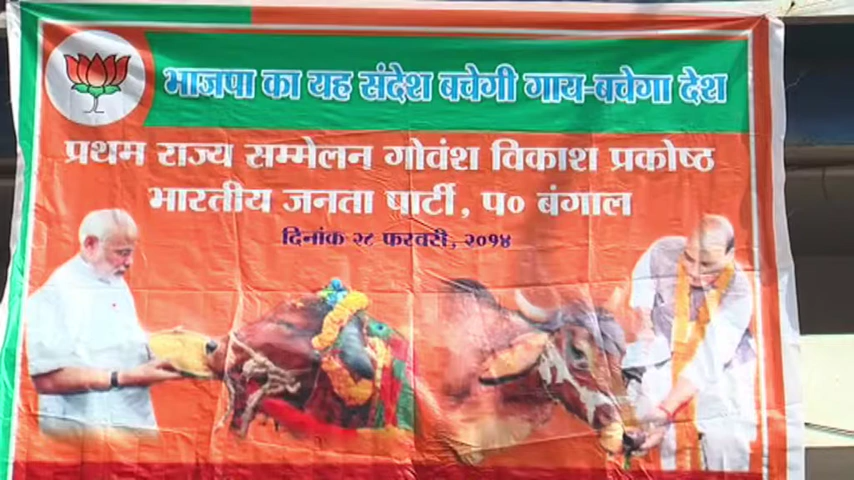 भाजपा का यह संदेश बचेगी गाय-बचेगा देश
प्रथम राज्य सम्मेलन गोवंश विकाश प्रकोष्ठ
भारतीय जनता पार्टी, प० बंगाल
दिनांक २८ फरवरी, २०१४